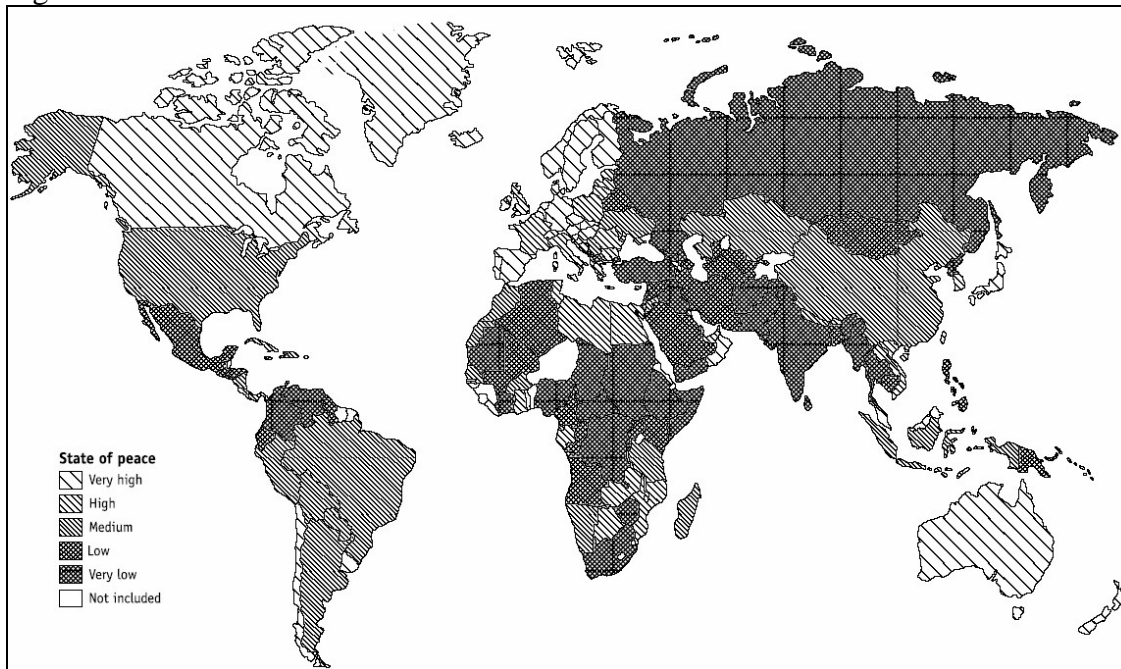 State of peace
Very high
High
Medium
Low
Very low
Not included